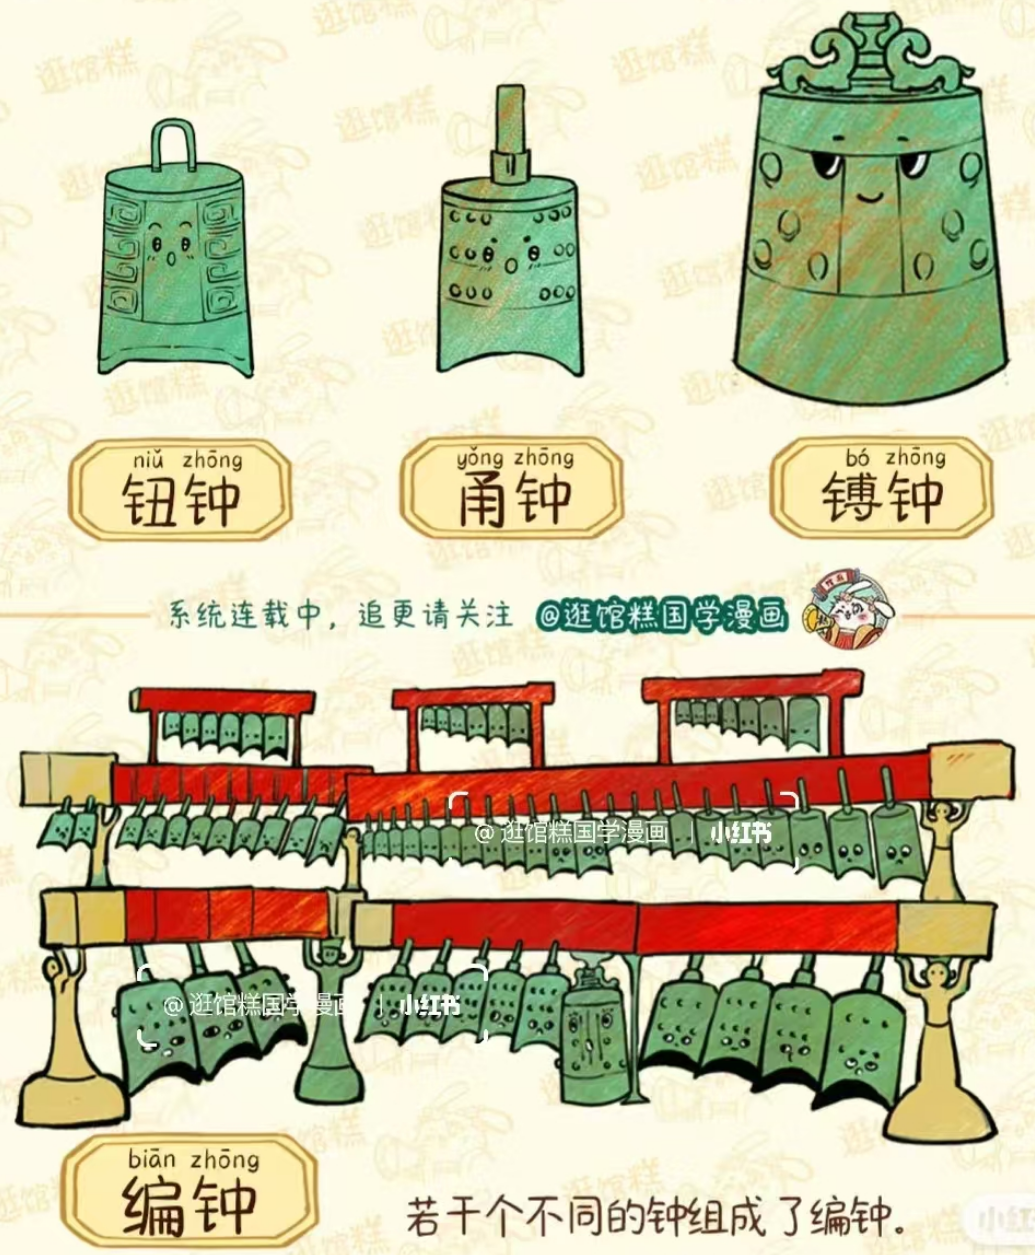 niǔ zhōng
钮钟
yǒng zhōng
甬钟
bó zhōng
镈钟
系统连载中，追更请关注 @逛馆糕国学漫画
@逛馆糕国学漫画 | 小红书
@逛馆糕国学漫画 | 小红书
biān zhōng
编钟
若干个不同的钟组成了编钟。